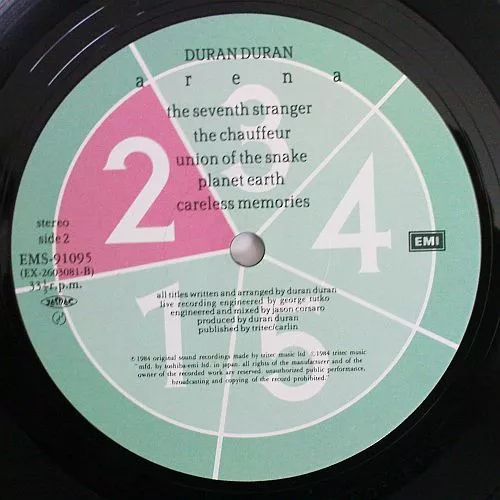 DURAN DURAN
arena
the seventh stranger
the chauffeur
union of the snake
planet earth
careless memories
3
2
4
1
5
stereo
side 2
EMS-91095
(EX-2603081-B)
33⅓ r.p.m.
JASRAC
EMI
all titles written and arranged by duran duran
live recording engineered by george tutko
engineered and mixed by jason corsaro
produced by duran duran
published by tritec/carlin
℗ 1984 original sound recordings made by tritec music ltd ©1984 tritec music
mfd. by toshiba-emi ltd. in japan. all rights of the manufacturer and of the
owner of the recorded work are reserved. unauthorized public performance,
broadcasting and copying of the record prohibited.